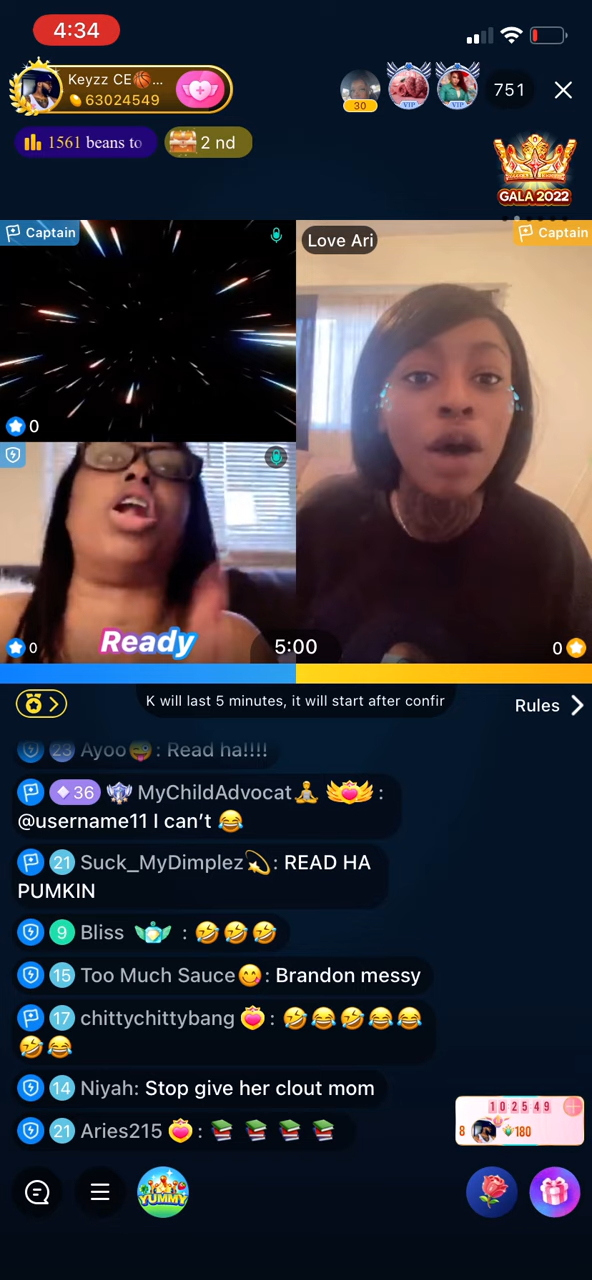 4:34
Keyzz CE🏀...
63024549
30
VIP
VIP
751
1561 beans to
2 nd
GALA 2022
Captain
Love Ari
Captain
0
Ready
0
5:00
0
K will last 5 minutes, it will start after confir
Rules
23 Ayoo😜: Read ha!!!!
36 MyChildAdvocat🧘 :
@username11 I can't 😂
21 Suck_MyDimplez💫: READ HA
PUMKIN
9 Bliss : 🤣🤣🤣
15 Too Much Sauce😋: Brandon messy
17 chittychittybang : 🤣😂🤣😂😂
🤣😂
14 Niyah: Stop give her clout mom
21 Aries215 : 📚 📚 📚 📚
102549
8 180
YUMMY